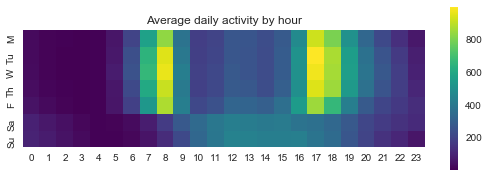 Average daily activity by hour
M
Tu
W
Th
F
Sa
Su
0 1 2 3 4 5 6 7 8 9 10 11 12 13 14 15 16 17 18 19 20 21 22 23
800
600
400
200